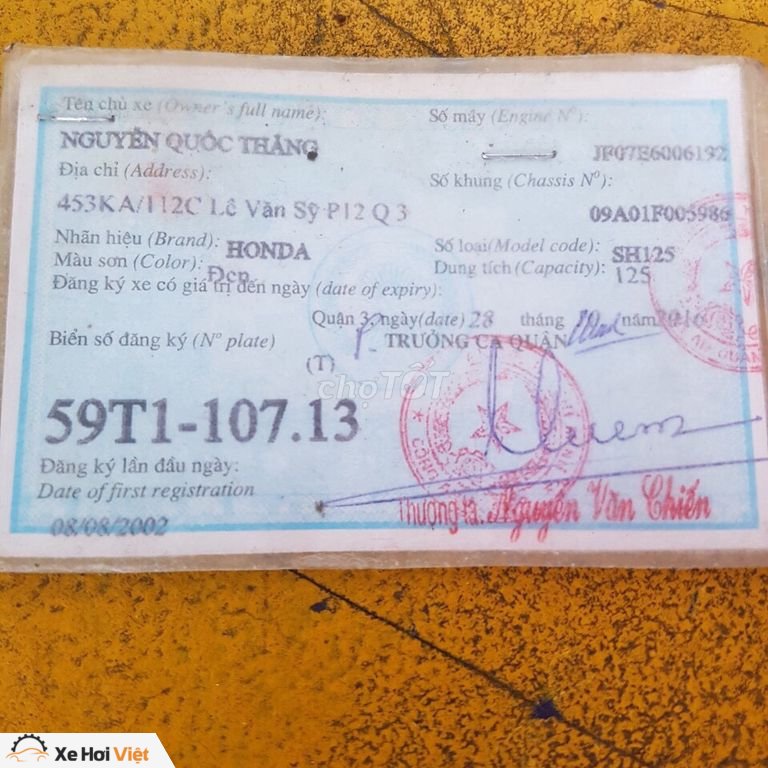 Tên chủ xe (Owner's full name):
NGUYỄN QUỐC THẮNG
Địa chỉ (Address):
453KA/112C Lê Văn Sỹ P12 Q 3
Nhãn hiệu (Brand): HONDA
Màu sơn (Color): Đen
Số máy (Engine Nº):
JF07E6006192
Số khung (Chassis Nº):
09A01F005986
Số loại (Model code): SH125
Dung tích (Capacity): 125
Đăng ký xe có giá trị đến ngày (date of expiry):
Quận 3, ngày (date) 28 tháng 10 năm 2016
Biển số đăng ký (Nº plate)
TRƯỞNG CA QUẬN
(T)
59T1-107.13
chợTỐT
Đăng ký lần đầu ngày:
Date of first registration
08/08/2002
Thượng tá. Nguyễn Văn Chiến
Xe Hơi Việt